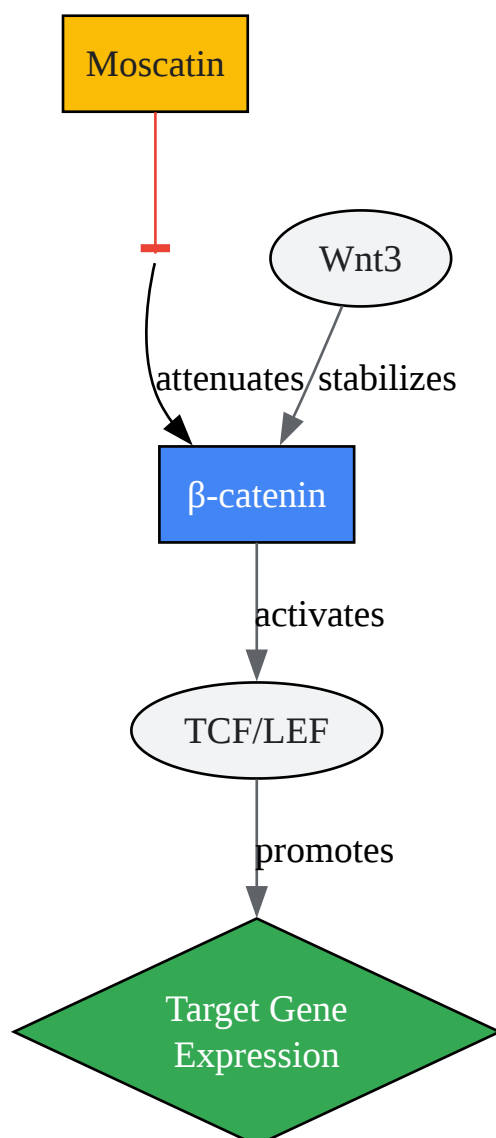 Moscatin
Wnt3
attenuates
stabilizes
β-catenin
activates
TCF/LEF
promotes
Target Gene
Expression